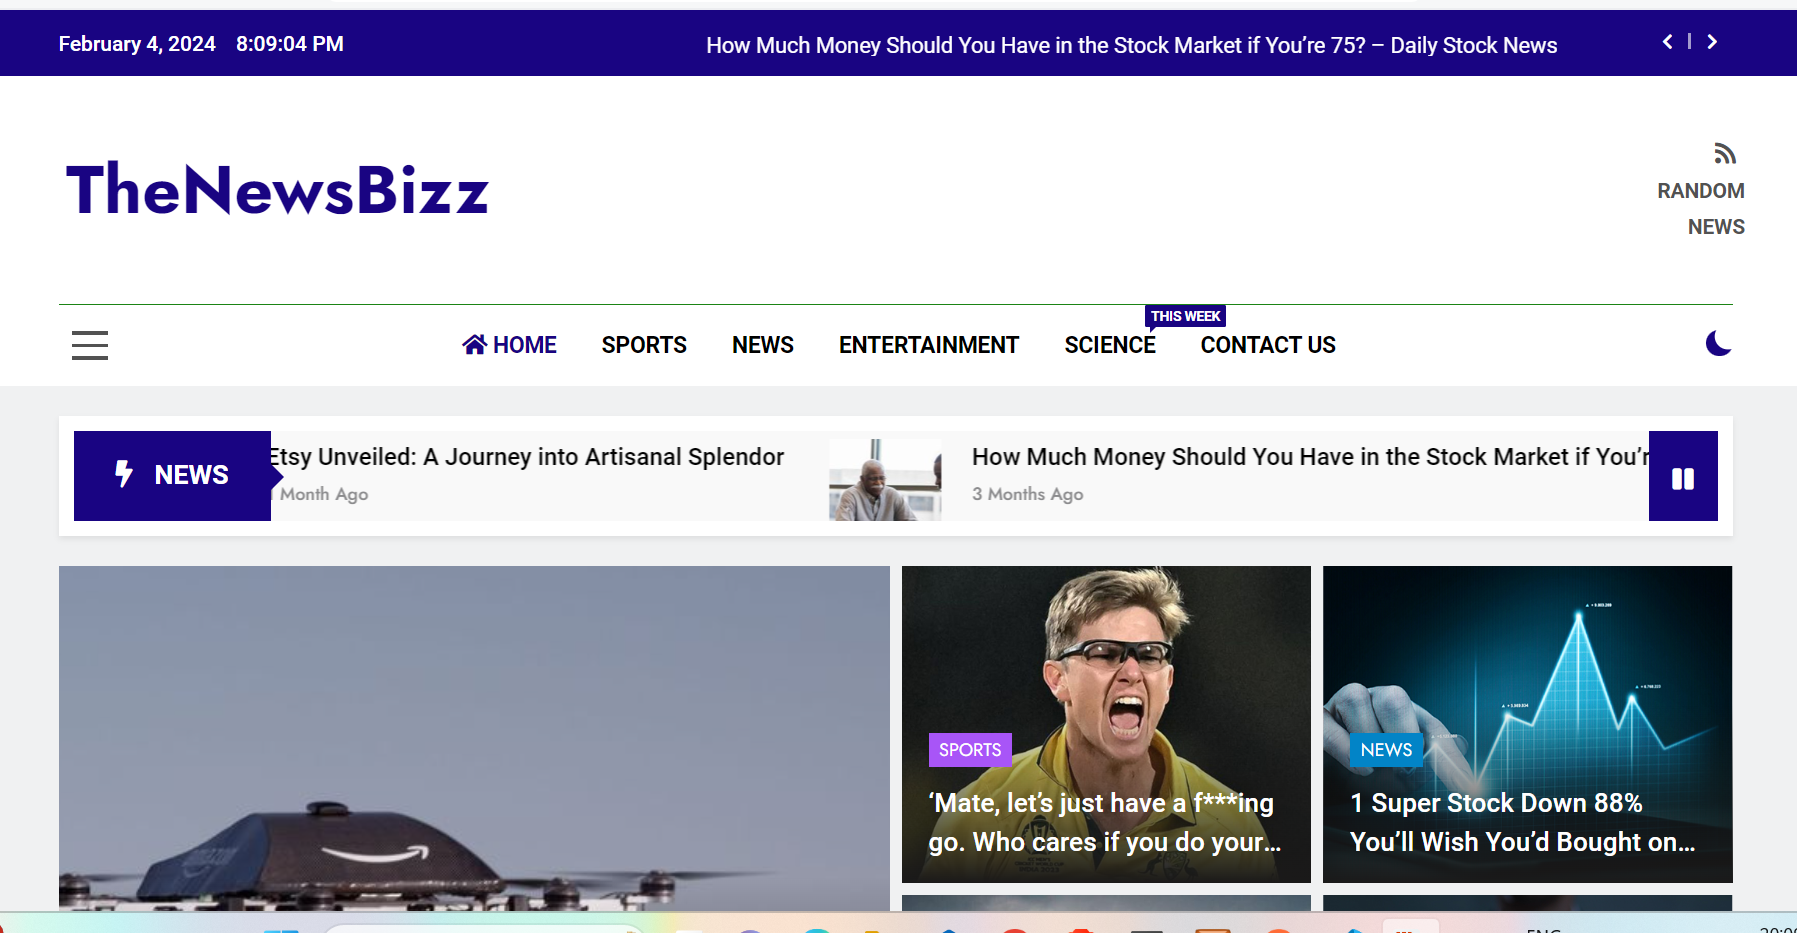 February 4, 2024 8:09:04 PM
How Much Money Should You Have in the Stock Market if You’re 75? – Daily Stock News
TheNewsBizz
RANDOM
NEWS
THIS WEEK
HOME SPORTS NEWS ENTERTAINMENT SCIENCE CONTACT US
NEWS
Etsy Unveiled: A Journey into Artisanal Splendor
1 Month Ago
How Much Money Should You Have in the Stock Market if You’r
3 Months Ago
SPORTS
‘Mate, let’s just have a f***ing
go. Who cares if you do your...
NEWS
1 Super Stock Down 88%
You’ll Wish You’d Bought on...